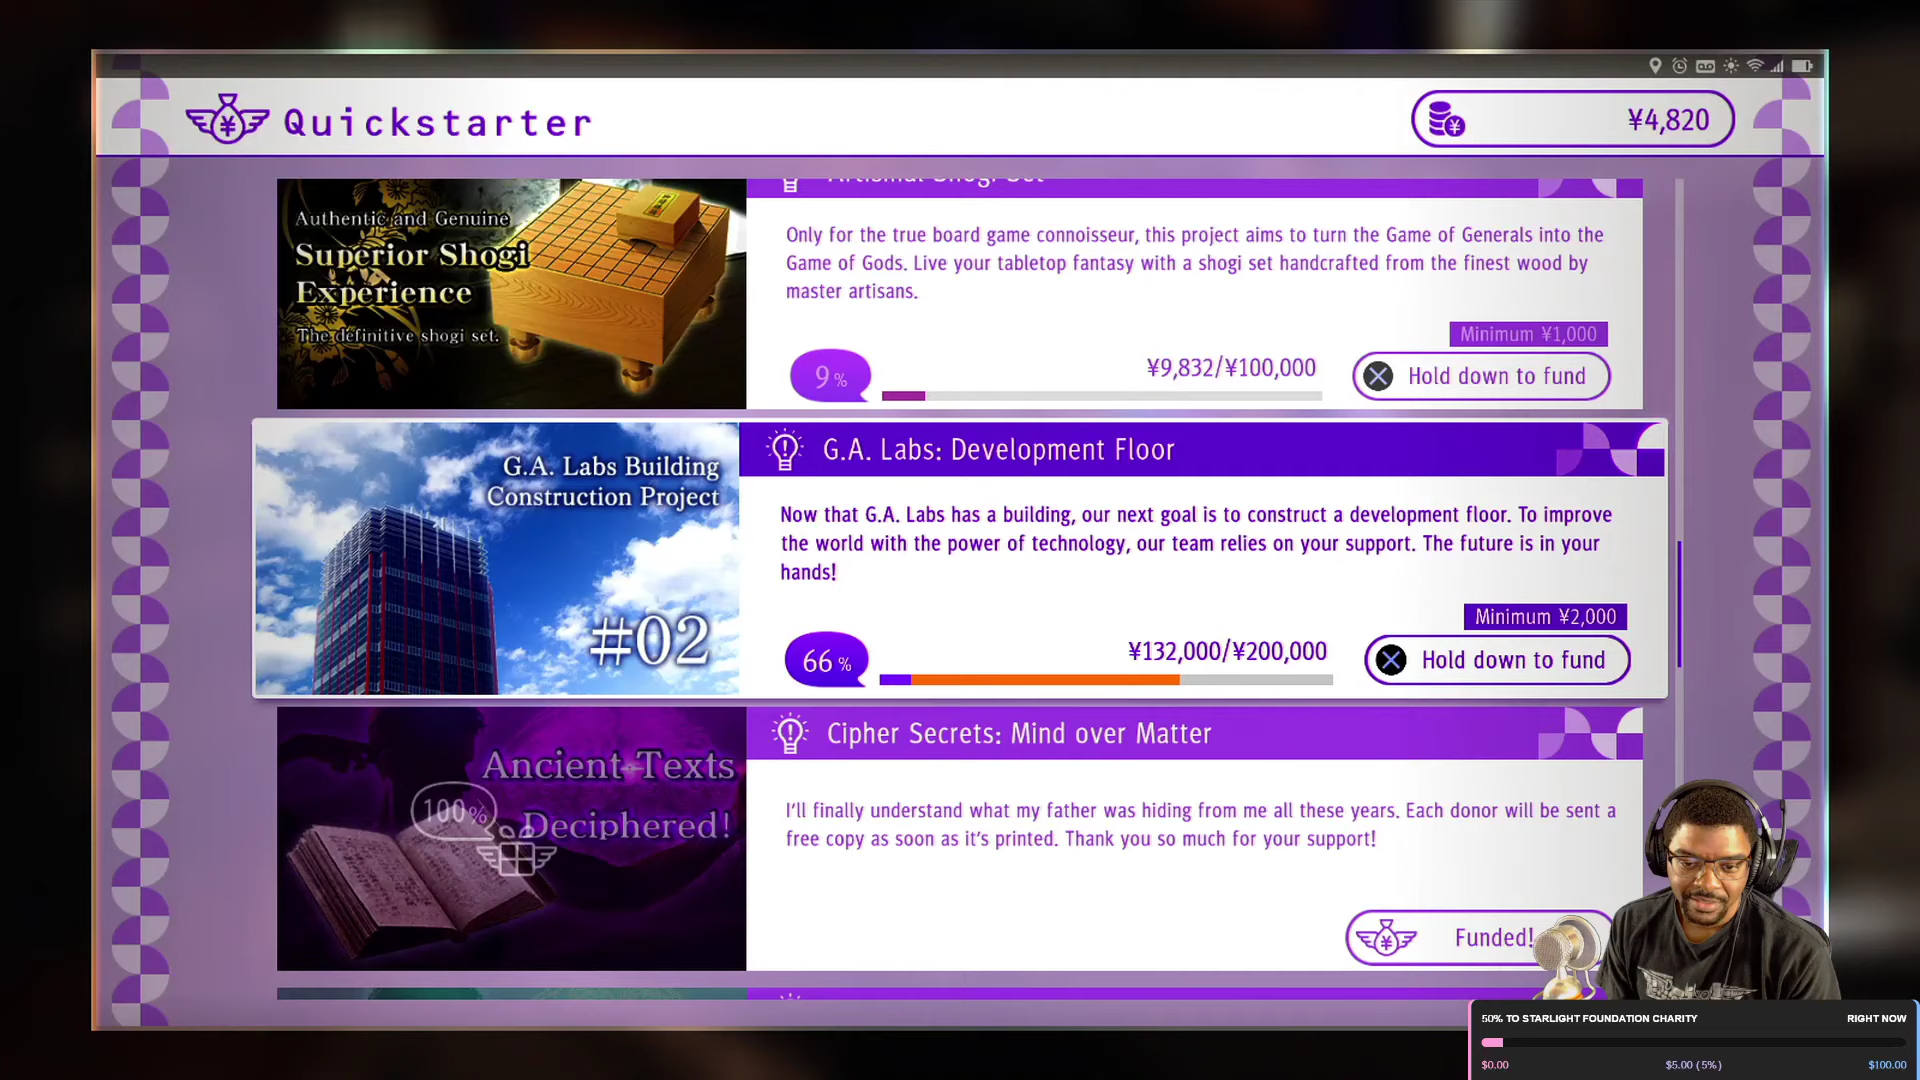 Quickstarter
¥4,820
Artisinal Shogi Set
Authentic and Genuine
Superior Shogi
Experience
The definitive shogi set.
Only for the true board game connoisseur, this project aims to turn the Game of Generals into the
Game of Gods. Live your tabletop fantasy with a shogi set handcrafted from the finest wood by
master artisans.
Minimum ¥1,000
9%
¥9,832/¥100,000
Hold down to fund
G.A. Labs Building
Construction Project
#02
G.A. Labs: Development Floor
Now that G.A. Labs has a building, our next goal is to construct a development floor. To improve
the world with the power of technology, our team relies on your support. The future is in your
hands!
Minimum ¥2,000
66%
¥132,000/¥200,000
Hold down to fund
Ancient Texts
Deciphered!
100%
Cipher Secrets: Mind over Matter
I'll finally understand what my father was hiding from me all these years. Each donor will be sent a
free copy as soon as it's printed. Thank you so much for your support!
Funded!
50% TO STARLIGHT FOUNDATION CHARITY
RIGHT NOW
$0.00
$5.00 (5%)
$100.00